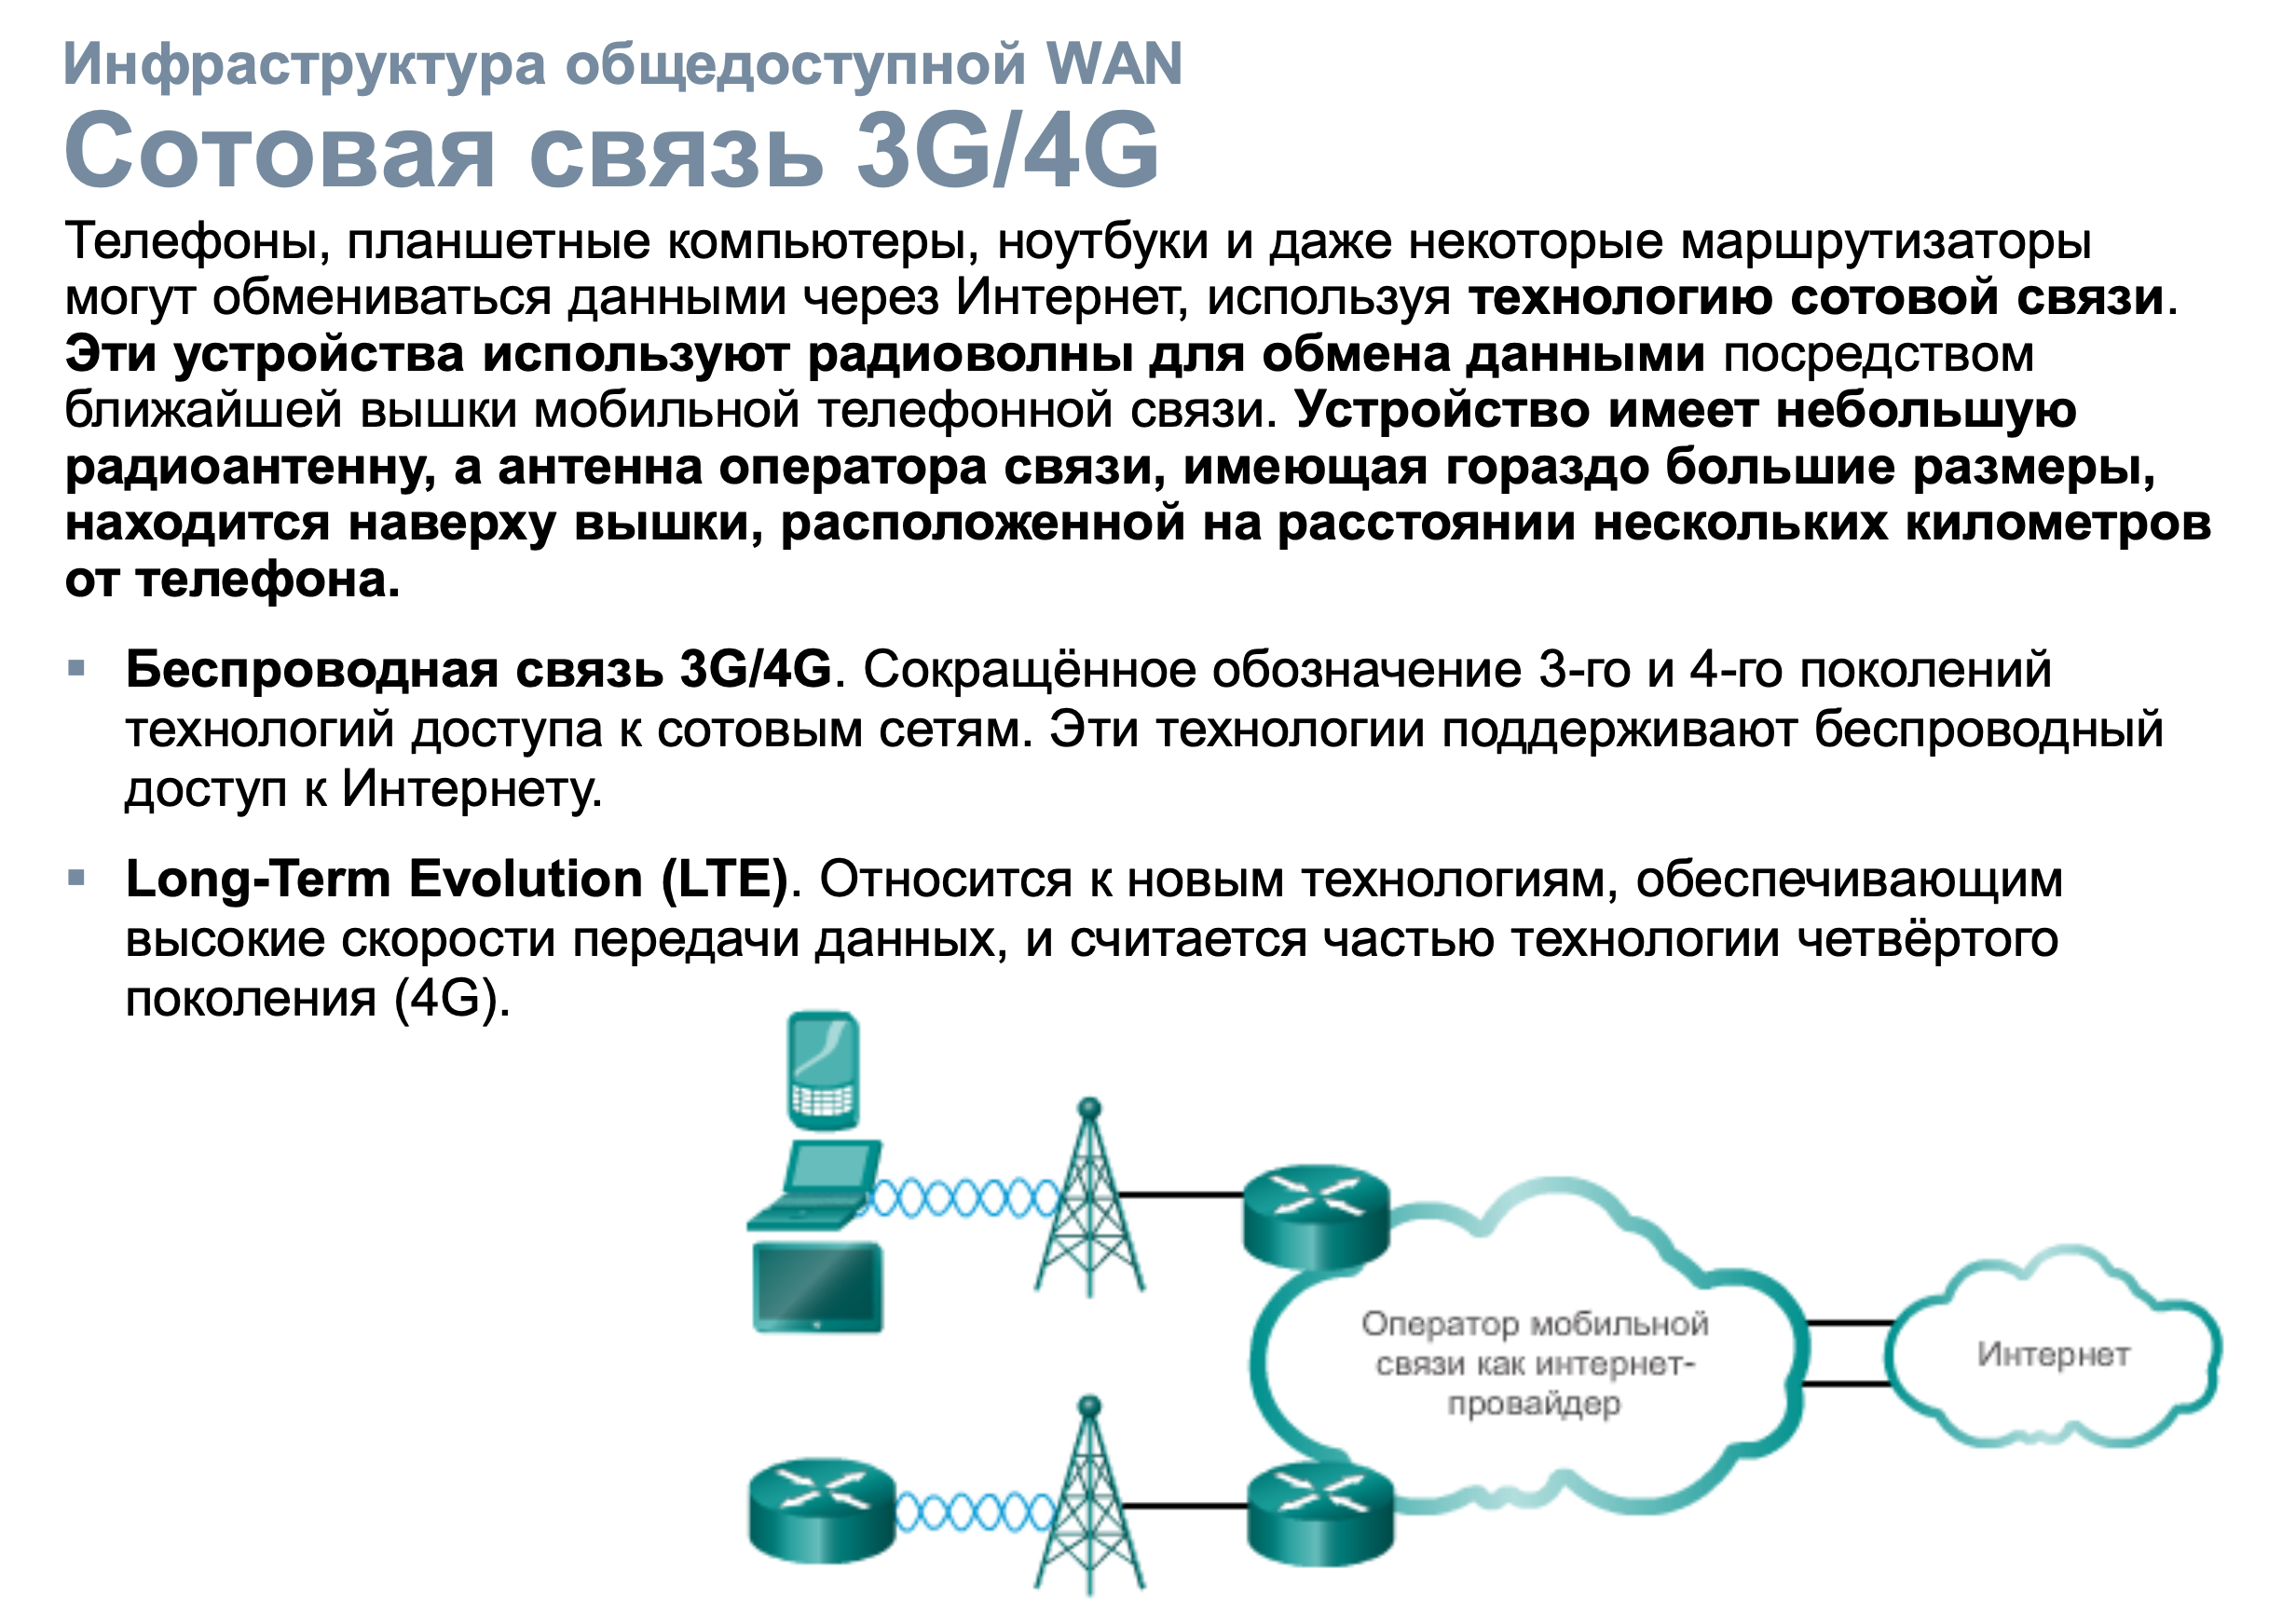 Инфраструктура общедоступной WAN
Сотовая связь 3G/4G
Телефоны, планшетные компьютеры, ноутбуки и даже некоторые маршрутизаторы
могут обмениваться данными через Интернет, используя технологию сотовой связи.
Эти устройства используют радиоволны для обмена данными посредством
ближайшей вышки мобильной телефонной связи. Устройство имеет небольшую
радиоантенну, а антенна оператора связи, имеющая гораздо большие размеры,
находится наверху вышки, расположенной на расстоянии нескольких километров
от телефона.
▪ Беспроводная связь 3G/4G. Сокращённое обозначение 3-го и 4-го поколений
технологий доступа к сотовым сетям. Эти технологии поддерживают беспроводный
доступ к Интернету.
▪ Long-Term Evolution (LTE). Относится к новым технологиям, обеспечивающим
высокие скорости передачи данных, и считается частью технологии четвёртого
поколения (4G).
Оператор мобильной
связи как интернет-
провайдер
Интернет